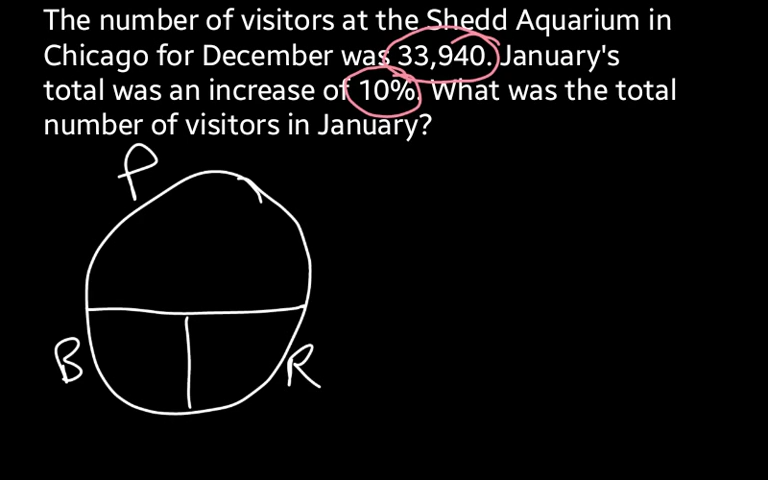 The number of visitors at the Shedd Aquarium in
Chicago for December was 33,940. January's
total was an increase of 10%. What was the total
number of visitors in January?
P
B
R